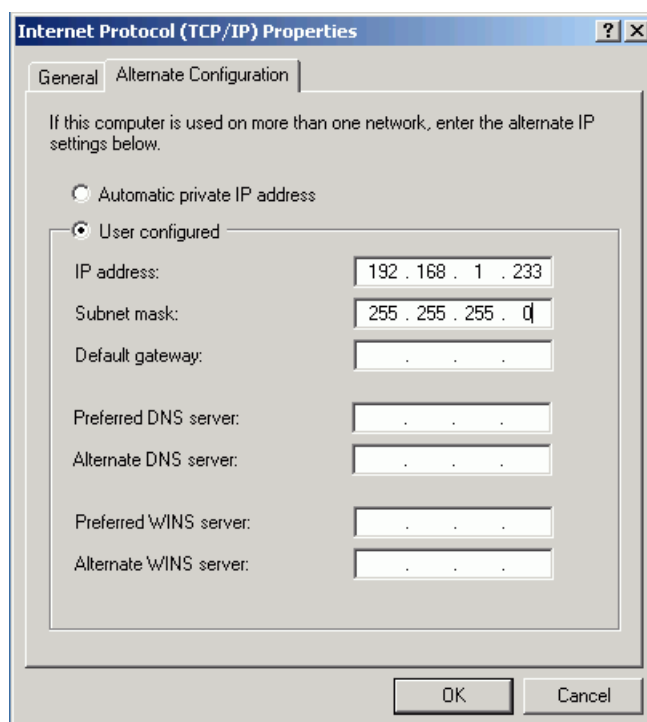 Internet Protocol (TCP/IP) Properties
General
Alternate Configuration
If this computer is used on more than one network, enter the alternate IP
settings below.
Automatic private IP address
User configured
IP address: 192 . 168 . 1 . 233
Subnet mask: 255 . 255 . 255 . 0
Default gateway: . . .
Preferred DNS server: . . .
Alternate DNS server: . . .
Preferred WINS server: . . .
Alternate WINS server: . . .
OK Cancel